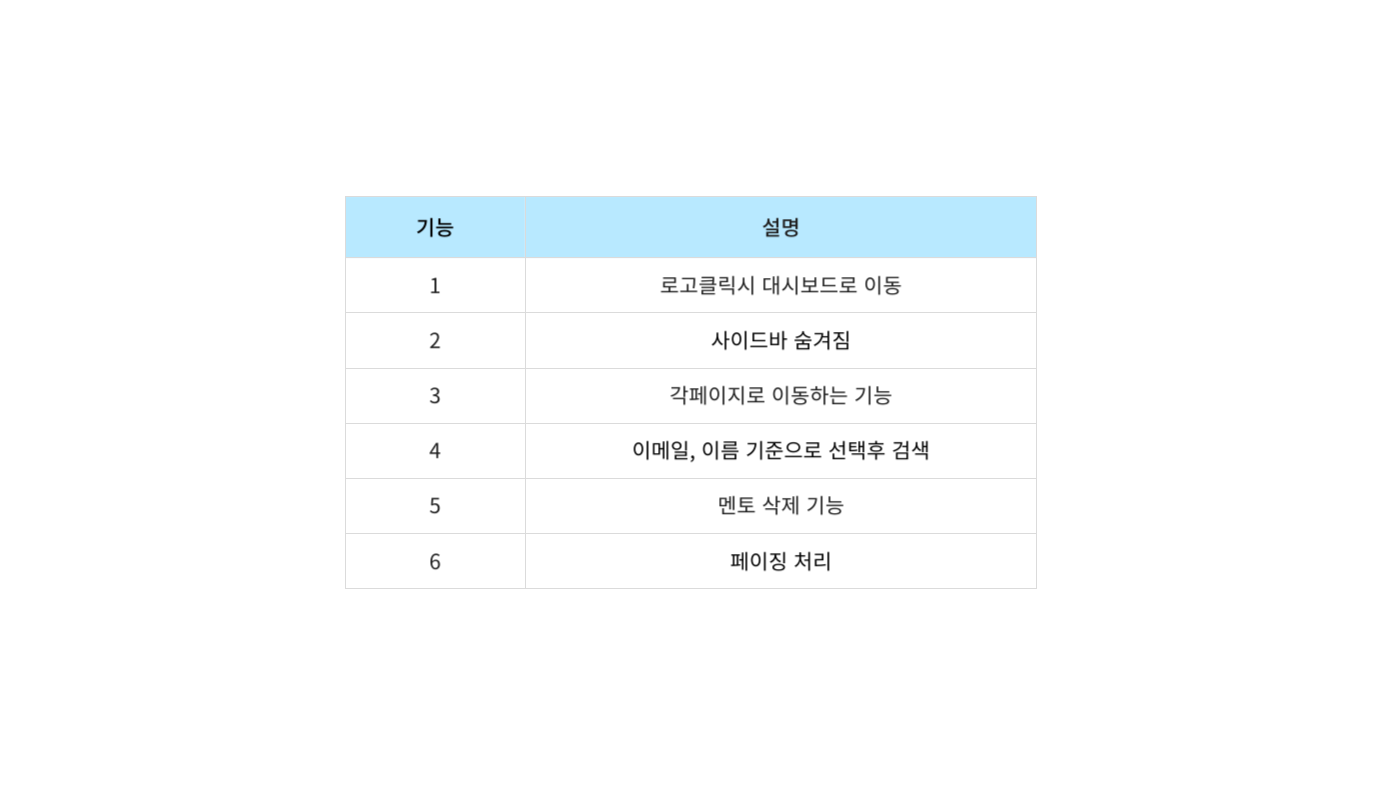 기능 설명
1 로고클릭시 대시보드로 이동
2 사이드바 숨겨짐
3 각페이지로 이동하는 기능
4 이메일, 이름 기준으로 선택후 검색
5 멘토 삭제 기능
6 페이징 처리